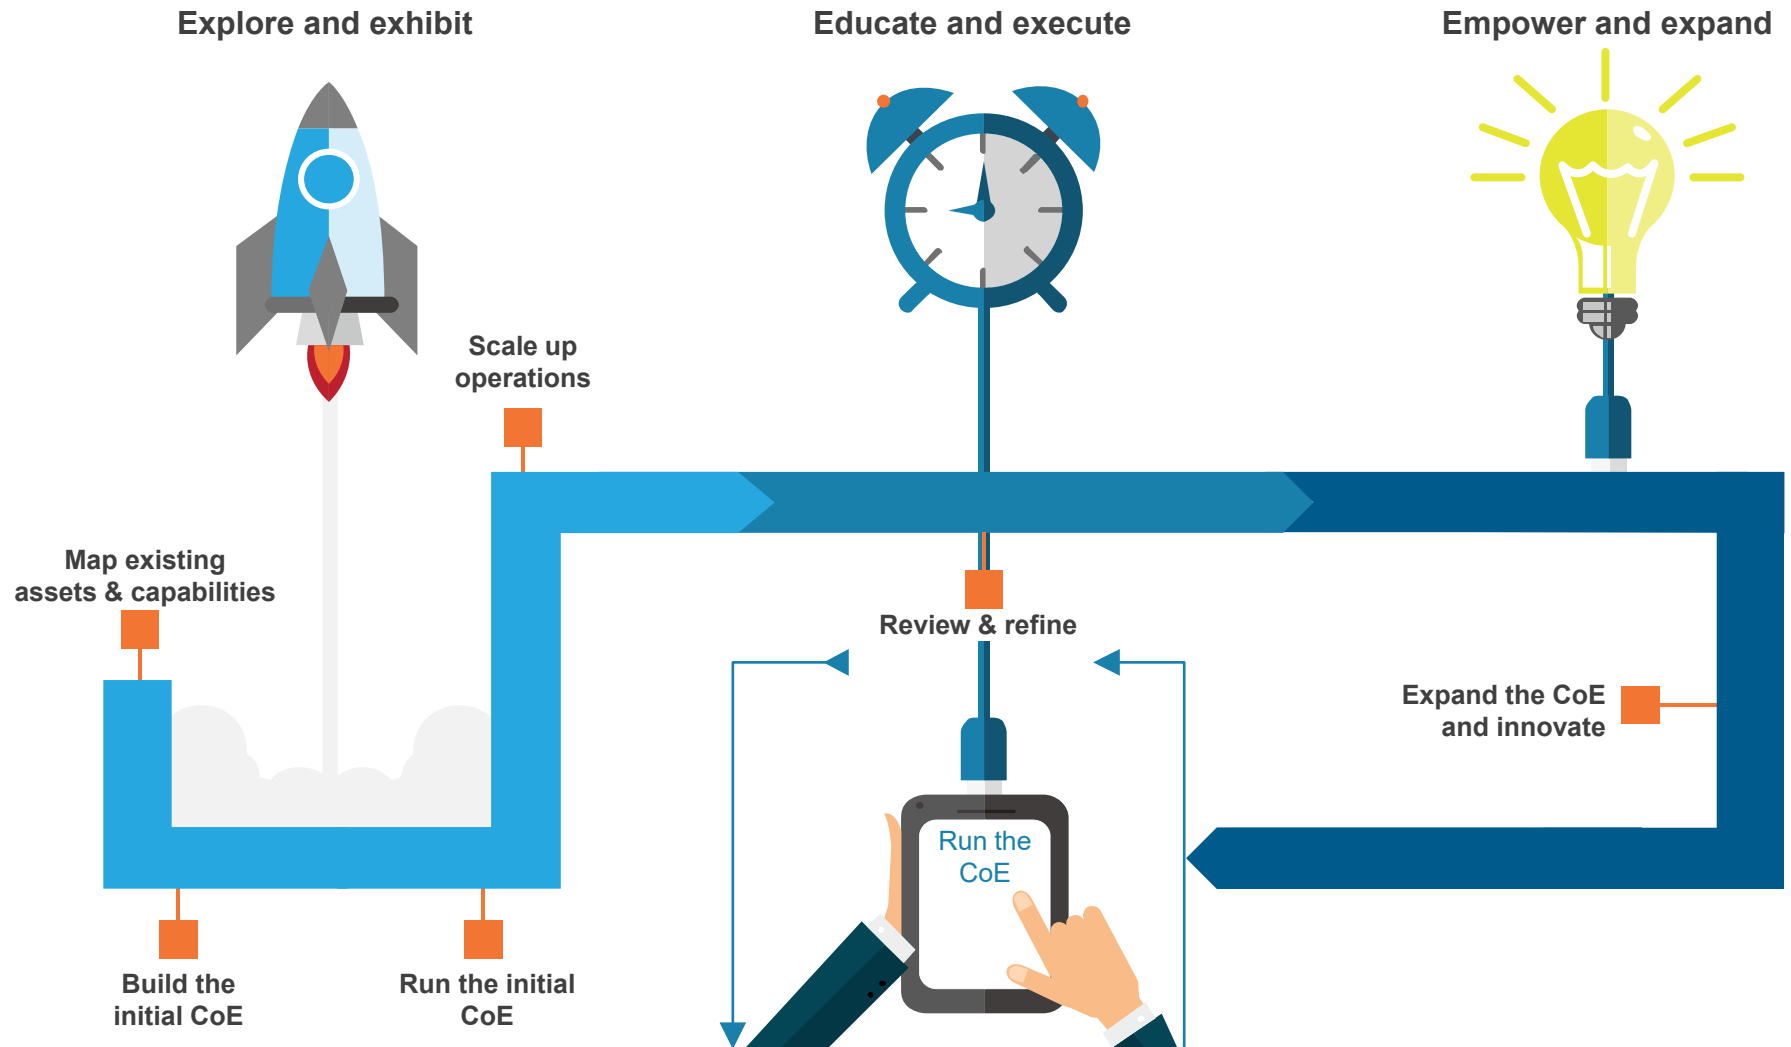 Explore and exhibit
Educate and execute
Empower and expand
Scale up
operations
Map existing
assets & capabilities
Review & refine
Expand the CoE
and innovate
Run the
CoE
Build the
initial CoE
Run the initial
CoE